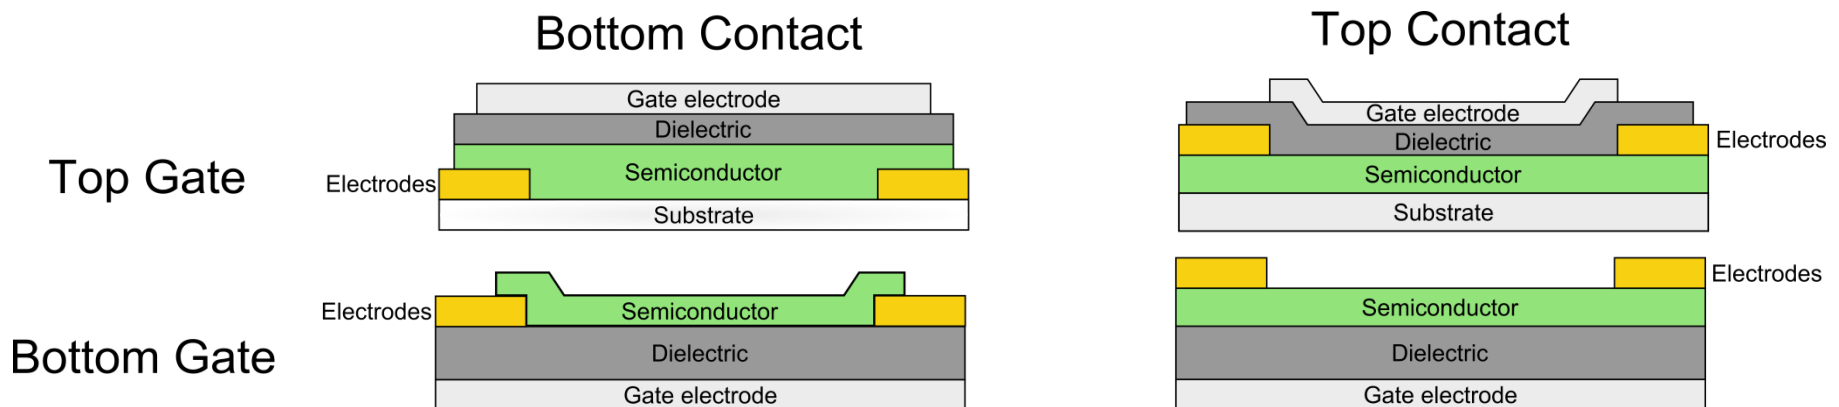 Bottom Contact
Top Contact
Top Gate
Gate electrode
Dielectric
Semiconductor
Electrodes
Substrate
Gate electrode
Dielectric
Electrodes
Semiconductor
Substrate
Bottom Gate
Electrodes
Semiconductor
Dielectric
Gate electrode
Electrodes
Semiconductor
Dielectric
Gate electrode